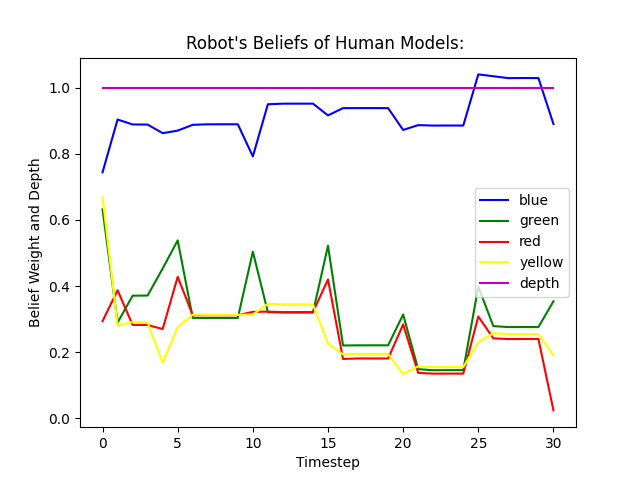 Robot's Beliefs of Human Models:
Belief Weight and Depth
1.0
0.8
0.6
0.4
0.2
0.0
blue
green
red
yellow
depth
0 5 10 15 20 25 30
Timestep